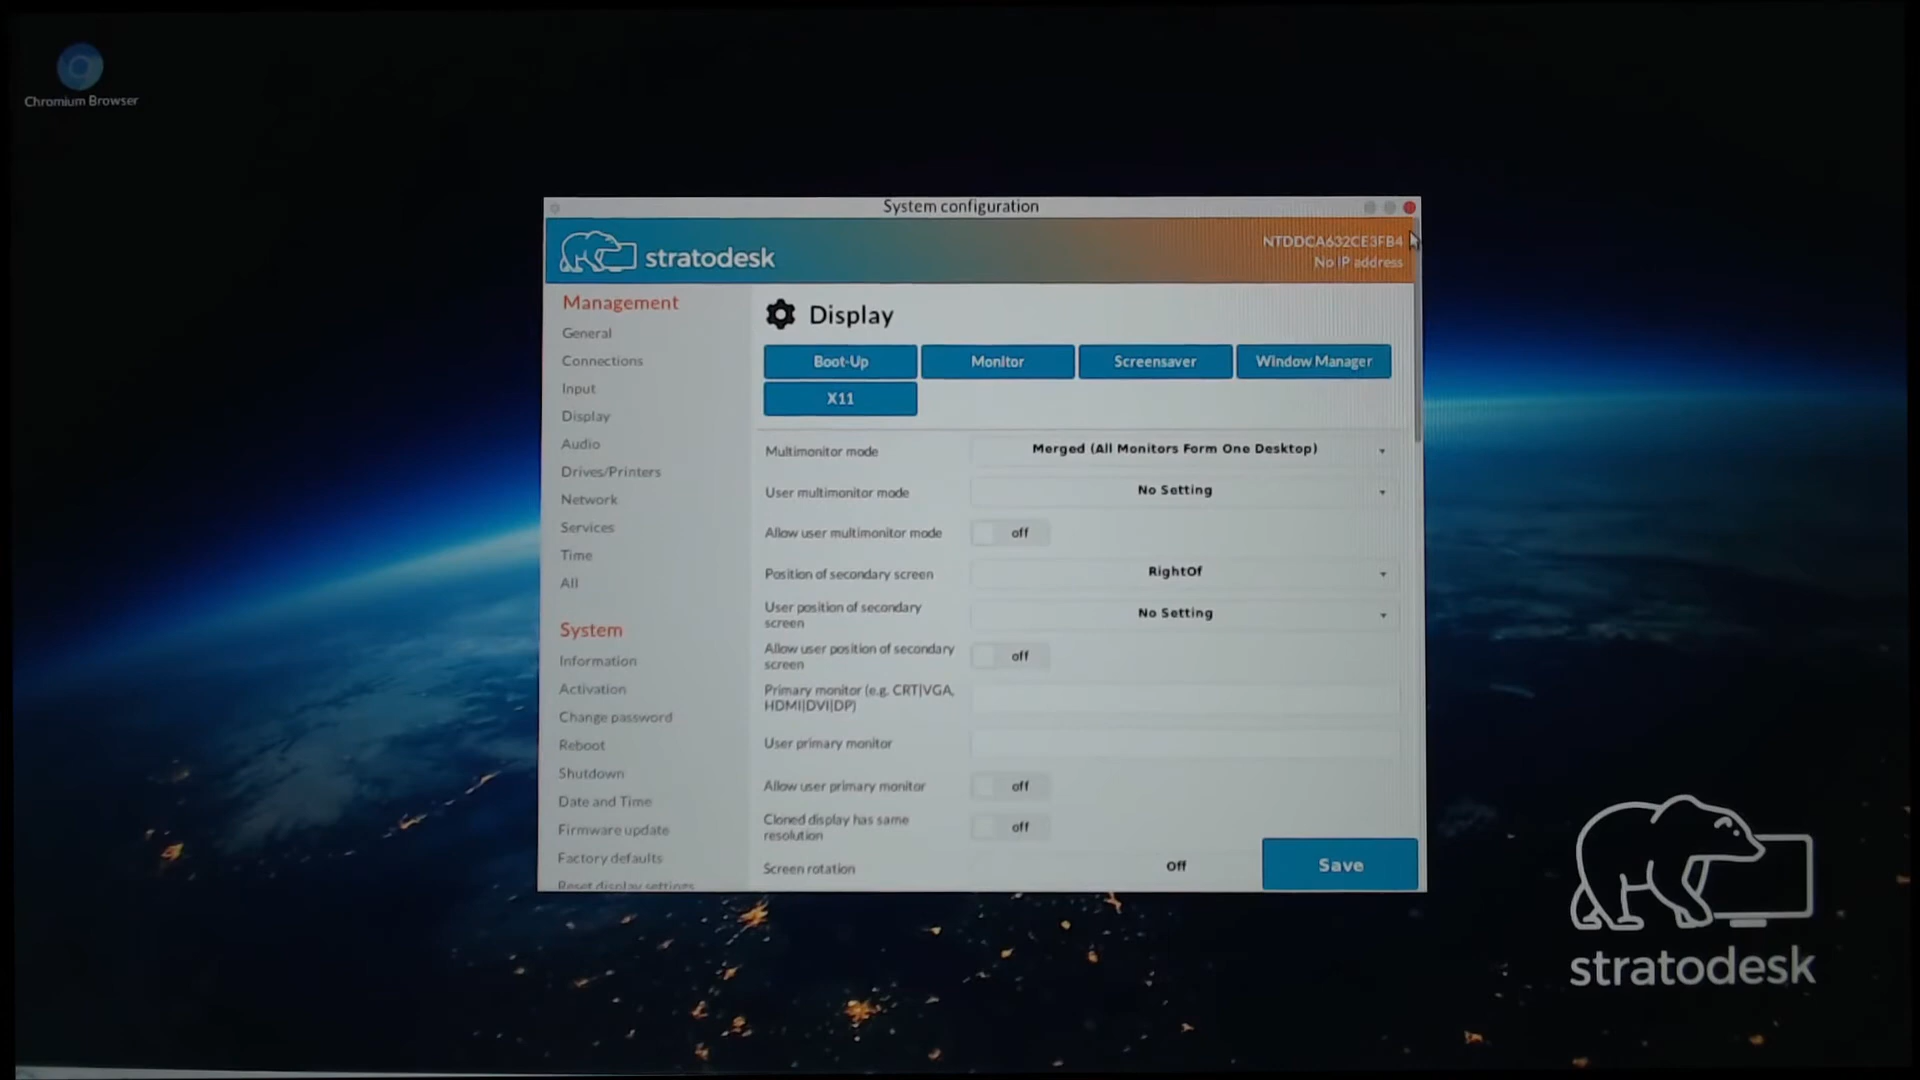 Chromium Browser
System configuration
stratodesk
NTDDCA632CE3FB4
No IP address
Management
General
Connections
Input
Display
Audio
Drives/Printers
Network
Services
Time
All
System
Information
Activation
Change password
Reboot
Shutdown
Date and Time
Firmware update
Factory defaults
Reset display settings
Display
Boot-Up
Monitor
Screensaver
Window Manager
X11
Multimonitor mode
Merged (All Monitors Form One Desktop)
User multimonitor mode
No Setting
Allow user multimonitor mode
off
Position of secondary screen
RightOf
User position of secondary
screen
No Setting
Allow user position of secondary
screen
off
Primary monitor (e.g. CRT|VGA,
HDMI|DVI|DP)
User primary monitor
Allow user primary monitor
off
Cloned display has same
resolution
off
Screen rotation
Off
Save
stratodesk